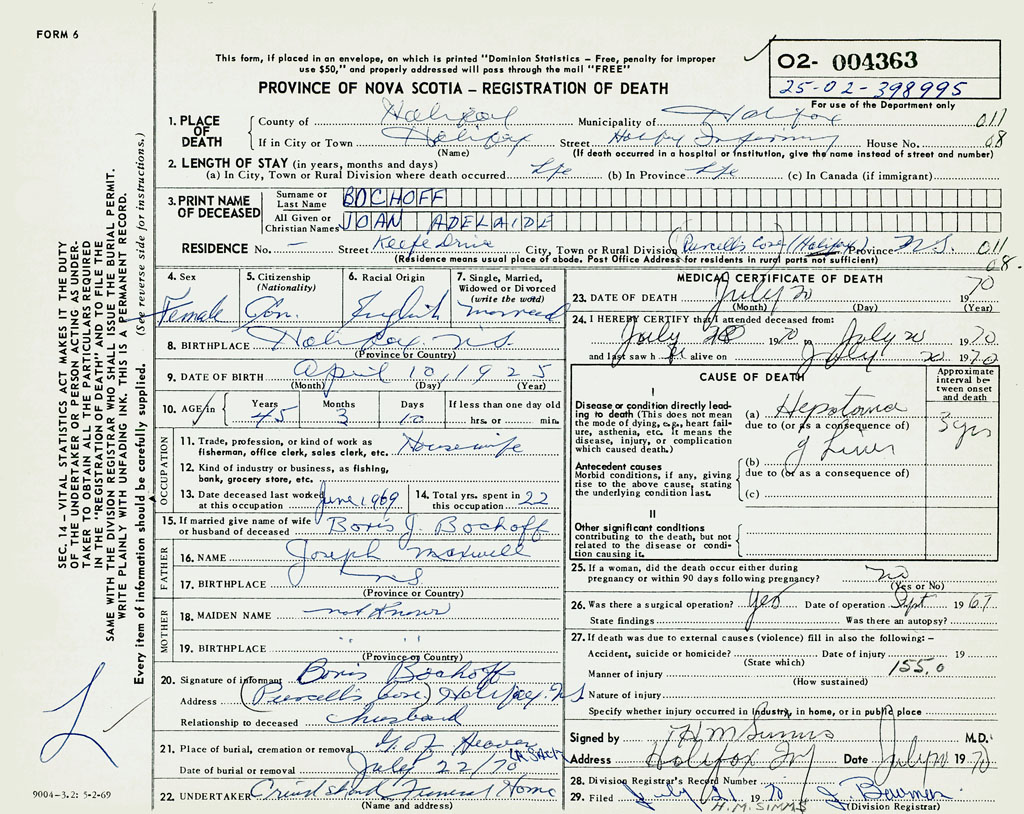 FORM 6
This form, if placed in an envelope, on which is printed "Dominion Statistics - Free, penalty for improper
use $50," and properly addressed will pass through the mail "FREE"
PROVINCE OF NOVA SCOTIA - REGISTRATION OF DEATH
02- 004363
25-02-398995
For use of the Department only
1. PLACE OF DEATH County of Halifax Municipality of Halifax 011
If in City or Town Halifax Street Halifax Infirmary House No. 08
(Name) (If death occurred in a hospital or institution, give the name instead of street and number)
2. LENGTH OF STAY (in years, months and days)
(a) In City, Town or Rural Division where death occurred Life (b) In Province Life (c) In Canada (if immigrant)
3. PRINT NAME OF DECEASED
Surname or Last Name BOCHOFF
All Given or Christian Names JOAN ADELAIDE
RESIDENCE No. - Street Keefe Drive City, Town or Rural Division (Purcell's Cove) (Halifax) Province N.S. 011
(Residence means usual place of abode. Post Office Address for residents in rural parts not sufficient) 08.
4. Sex 5. Citizenship (Nationality) 6. Racial Origin 7. Single, Married, Widowed or Divorced (write the word)
Female Can. English married
8. BIRTHPLACE Halifax N.S.
(Province or Country)
9. DATE OF BIRTH April 10, 1925
(Month) (Day) (Year)
10. AGE in Years Months Days If less than one day old
45 3 10 hrs. or min.
OCCUPATION
11. Trade, profession, or kind of work as fisherman, office clerk, sales clerk, etc. Housewife
12. Kind of industry or business, as fishing, bank, grocery store, etc.
13. Date deceased last worked at this occupation June 1969 14. Total yrs. spent in this occupation 22
15. If married give name of wife or husband of deceased Boris J. Bochoff
FATHER
16. NAME Joseph Maxwell
17. BIRTHPLACE N.S.
(Province or Country)
MOTHER
18. MAIDEN NAME not Known
19. BIRTHPLACE " "
(Province or Country)
20. Signature of informant Boris Bochoff
Address (Purcell's Cove) Halifax N.S.
Relationship to deceased husband
21. Place of burial, cremation or removal G. of Heaven
Date of burial or removal July 22/70
22. UNDERTAKER Funeral Home
(Name and address)
MEDICAL CERTIFICATE OF DEATH
23. DATE OF DEATH July 20 1970
(Month) (Day) (Year)
24. I HEREBY CERTIFY that I attended deceased from:
July 1970 to July 20 1970
and last saw h alive on July 20 1970
CAUSE OF DEATH
Approximate interval between onset and death
I
Disease or condition directly leading to death (This does not mean the mode of dying, e.g., heart failure, asthenia, etc. It means the disease, injury, or complication which caused death.)
(a) Hepatoma 3 yrs
due to (or as a consequence of)
of Liver
Antecedent causes
Morbid conditions, if any, giving rise to the above cause, stating the underlying condition last.
(b)
due to (or as a consequence of)
(c)
II
Other significant conditions
contributing to the death, but not related to the disease or condition causing it.
25. If a woman, did the death occur either during pregnancy or within 90 days following pregnancy? no
(Yes or No)
26. Was there a surgical operation? Yes Date of operation Sept 1967
State findings Was there an autopsy?
27. If death was due to external causes (violence) fill in also the following: -
Accident, suicide or homicide? Date of injury 19
(State which)
Manner of injury 155.0
(How sustained)
Nature of injury
Specify whether injury occurred in Industry, in home, or in public place
Signed by H M Simms M.D.
Address Halifax Date July 1970
28. Division Registrar's Record Number
29. Filed July 21 1970 J. Bowman
H.M. SIMMS (Division Registrar)
SEC. 14 - VITAL STATISTICS ACT MAKES IT THE DUTY
OF THE UNDERTAKER OR PERSON ACTING AS UNDER-
TAKER TO OBTAIN ALL THE PARTICULARS REQUIRED
IN THE "REGISTRATION OF DEATH" AND TO FILE THE
SAME WITH THE DIVISION REGISTRAR WHO SHALL ISSUE THE BURIAL PERMIT.
WRITE PLAINLY WITH UNFADING INK. THIS IS A PERMANENT RECORD.
Every item of information should be carefully supplied. (See reverse side for instructions.)
9004-3.2: 5-2-69